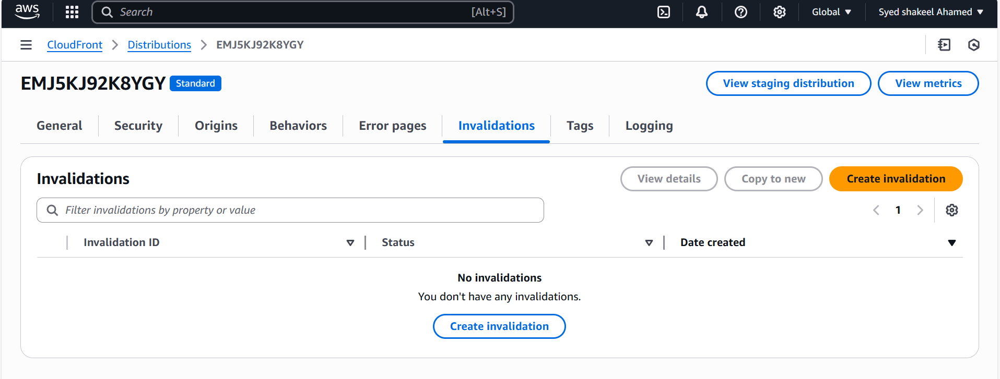 aws
Search [Alt+S] Global Syed shakeel Ahamed
CloudFront Distributions EMJ5KJ92K8YGY
EMJ5KJ92K8YGY Standard View staging distribution View metrics
General Security Origins Behaviors Error pages Invalidations Tags Logging
Invalidations View details Copy to new Create invalidation
Filter invalidations by property or value 1
Invalidation ID Status Date created
No invalidations
You don't have any invalidations.
Create invalidation